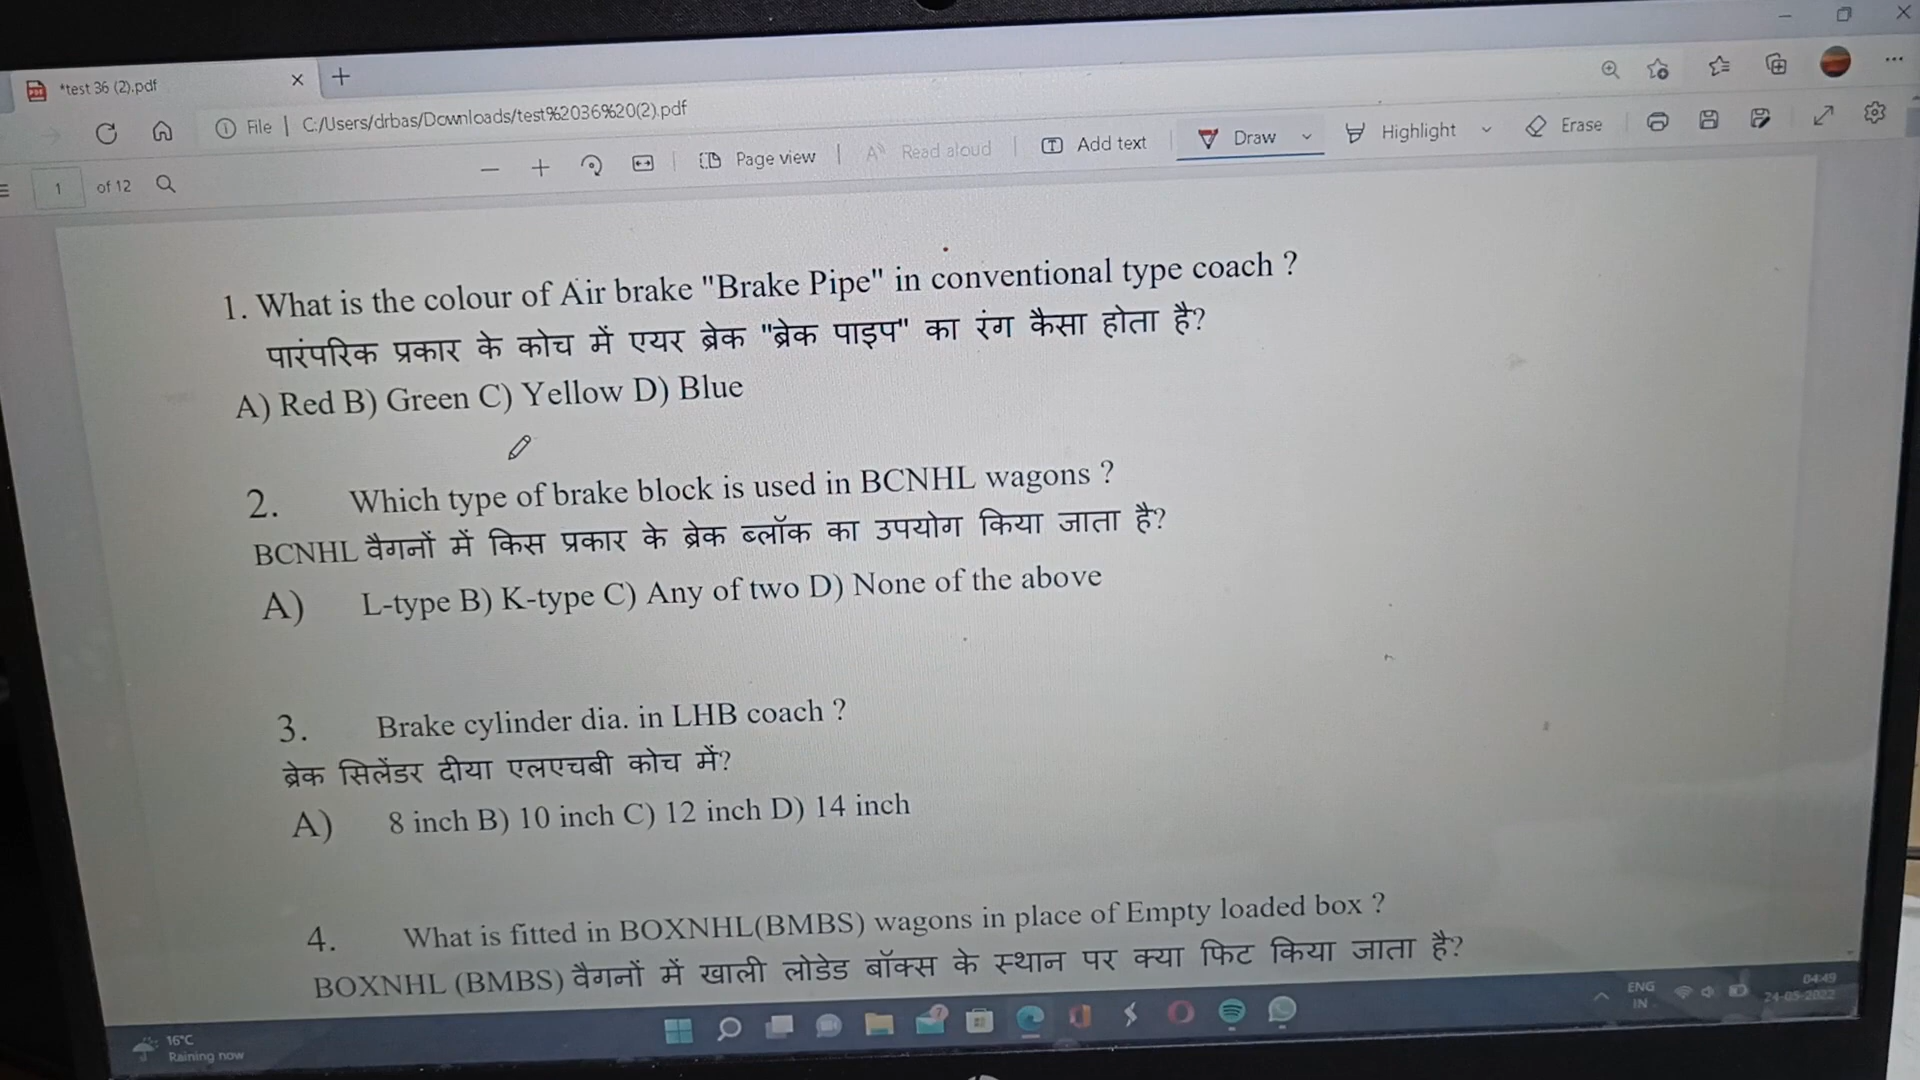 *test 36 (2).pdf
File | C:/Users/drbas/Downloads/test%2036%20(2).pdf
1 of 12
Page view | Read aloud | Add text | Draw Highlight Erase
1. What is the colour of Air brake "Brake Pipe" in conventional type coach ?
पारंपरिक प्रकार के कोच में एयर ब्रेक "ब्रेक पाइप" का रंग कैसा होता है?
A) Red B) Green C) Yellow D) Blue
2. Which type of brake block is used in BCNHL wagons ?
BCNHL वैगनों में किस प्रकार के ब्रेक ब्लॉक का उपयोग किया जाता है?
A) L-type B) K-type C) Any of two D) None of the above
3. Brake cylinder dia. in LHB coach ?
ब्रेक सिलेंडर दीया एलएचबी कोच में?
A) 8 inch B) 10 inch C) 12 inch D) 14 inch
4. What is fitted in BOXNHL(BMBS) wagons in place of Empty loaded box ?
BOXNHL (BMBS) वैगनों में खाली लोडेड बॉक्स के स्थान पर क्या फिट किया जाता है?
16°C
Raining now
ENG
IN
04:49
24-05-2022